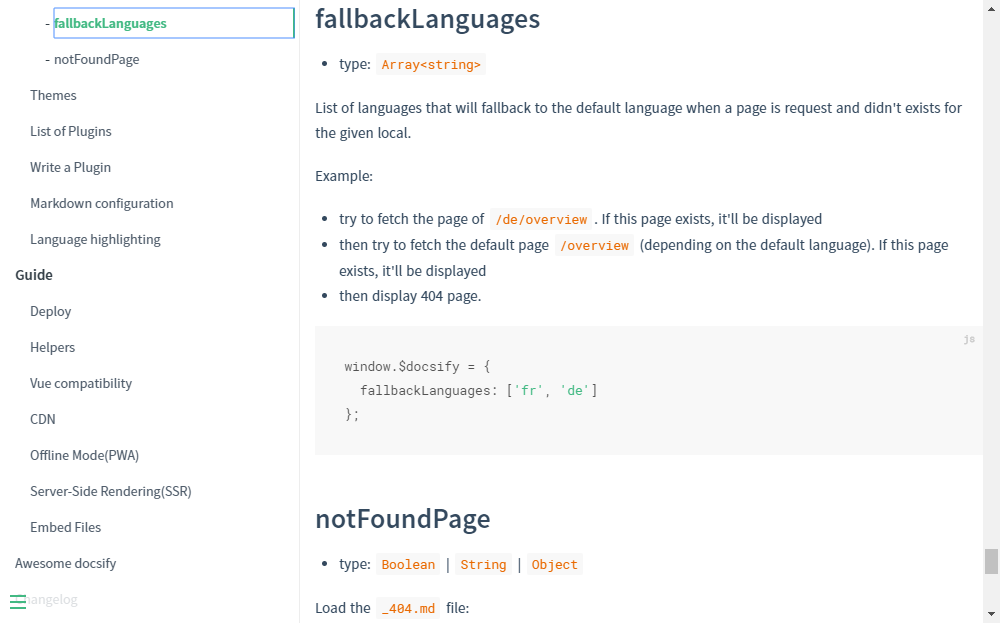 - fallbackLanguages
- notFoundPage
Themes
List of Plugins
Write a Plugin
Markdown configuration
Language highlighting
Guide
Deploy
Helpers
Vue compatibility
CDN
Offline Mode(PWA)
Server-Side Rendering(SSR)
Embed Files
Awesome docsify
Changelog
fallbackLanguages
• type: Array<string>
List of languages that will fallback to the default language when a page is request and didn't exists for
the given local.
Example:
• try to fetch the page of /de/overview . If this page exists, it'll be displayed
• then try to fetch the default page /overview (depending on the default language). If this page
exists, it'll be displayed
• then display 404 page.
js
window.$docsify = {
  fallbackLanguages: ['fr', 'de']
};
notFoundPage
• type: Boolean | String | Object
Load the _404.md file: